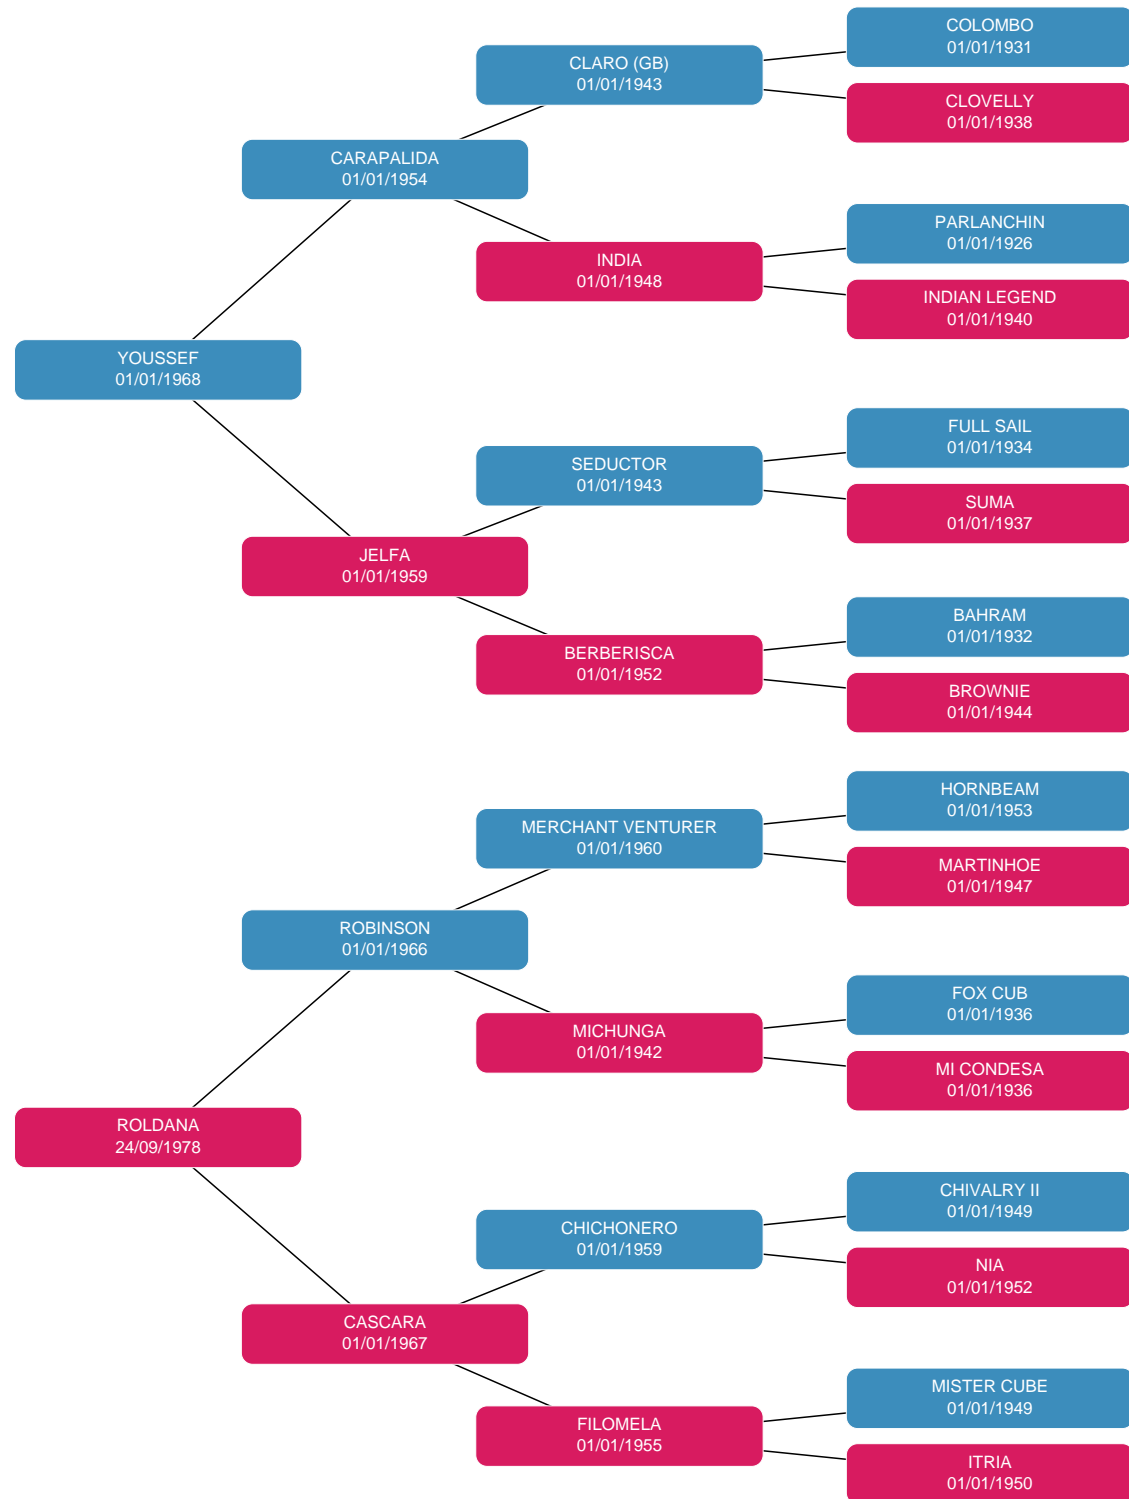 COLOMBO
01/01/1931
CLARO (GB)
01/01/1943
CLOVELLY
01/01/1938
CARAPALIDA
01/01/1954
PARLANCHIN
01/01/1926
INDIA
01/01/1948
INDIAN LEGEND
01/01/1940
YOUSSEF
01/01/1968
FULL SAIL
01/01/1934
SEDUCTOR
01/01/1943
SUMA
01/01/1937
JELFA
01/01/1959
BAHRAM
01/01/1932
BERBERISCA
01/01/1952
BROWNIE
01/01/1944
HORNBEAM
01/01/1953
MERCHANT VENTURER
01/01/1960
MARTINHOE
01/01/1947
ROBINSON
01/01/1966
FOX CUB
01/01/1936
MICHUNGA
01/01/1942
MI CONDESA
01/01/1936
ROLDANA
24/09/1978
CHIVALRY II
01/01/1949
CHICHONERO
01/01/1959
NIA
01/01/1952
CASCARA
01/01/1967
MISTER CUBE
01/01/1949
FILOMELA
01/01/1955
ITRIA
01/01/1950